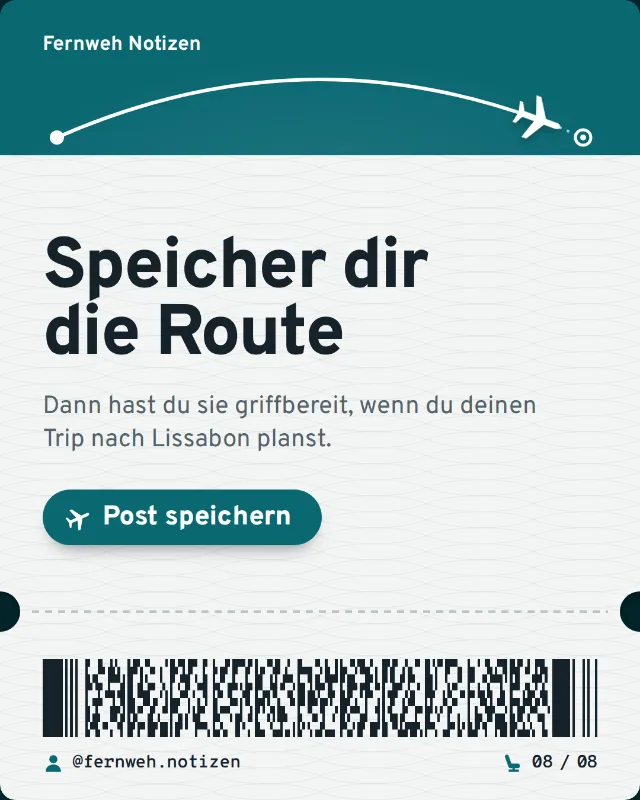 Fernweh Notizen
Speicher dir
die Route
Dann hast du sie griffbereit, wenn du deinen
Trip nach Lissabon planst.
Post speichern
@fernweh.notizen
08 / 08